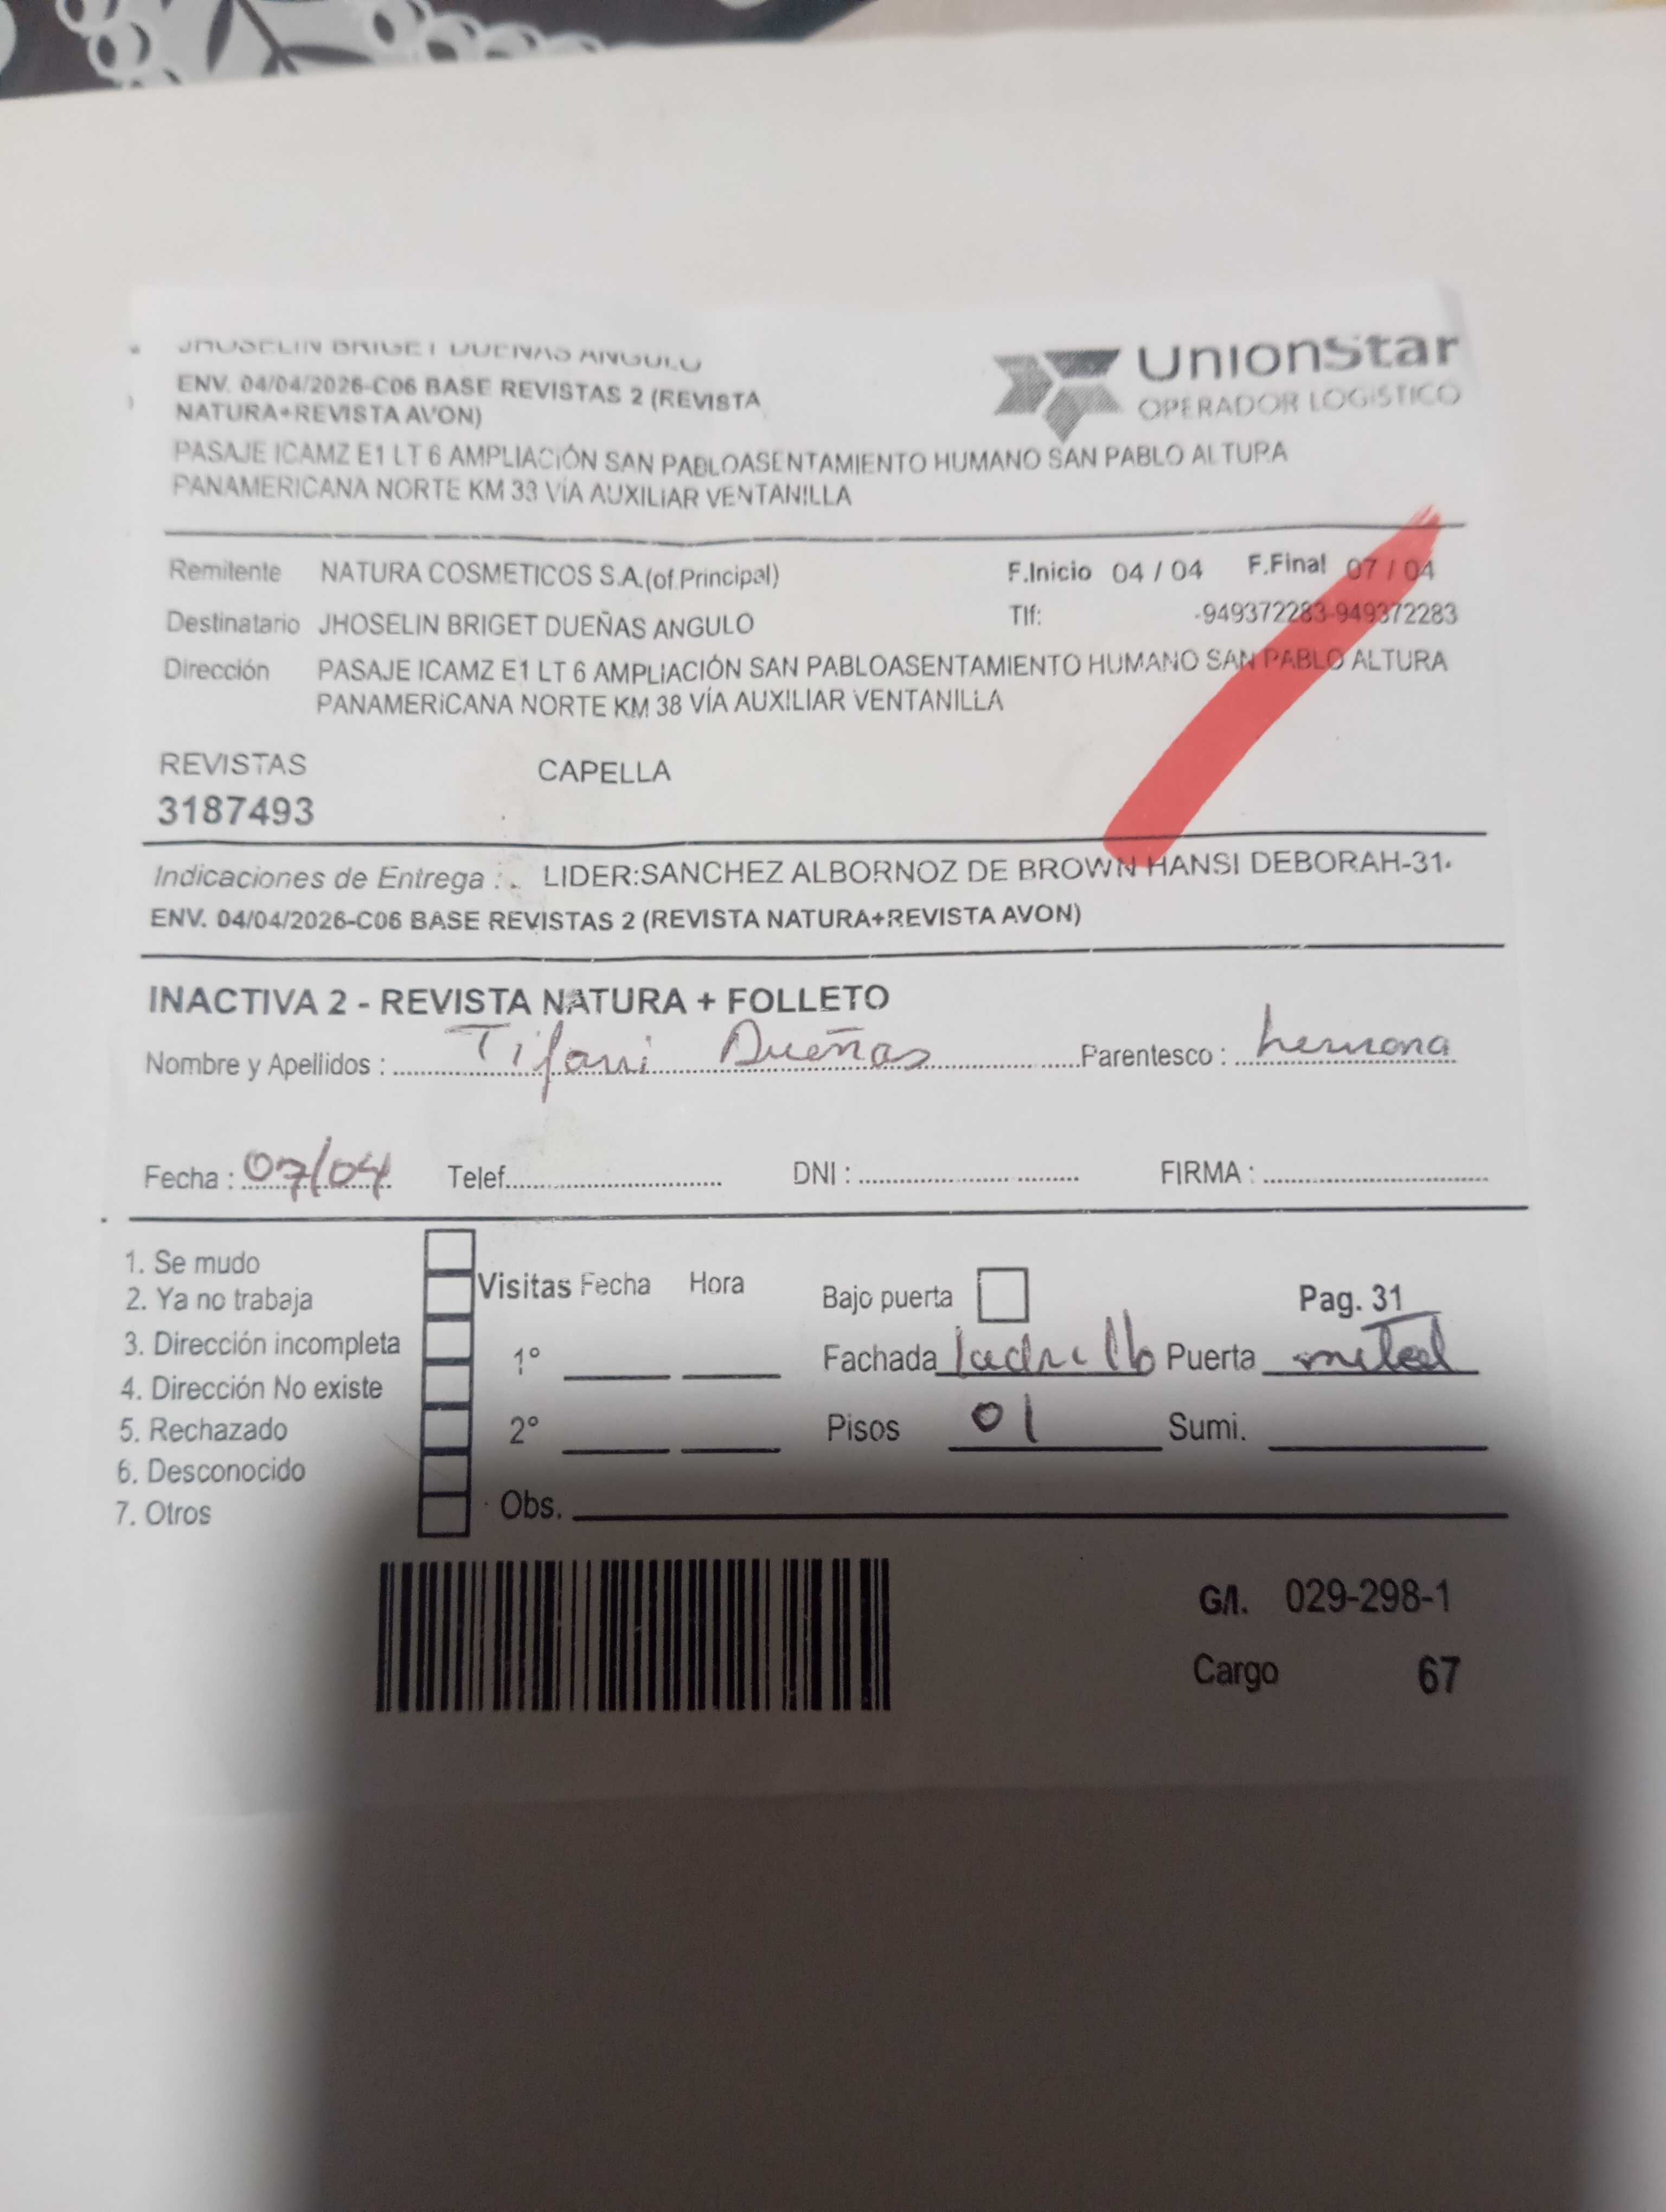 JHOSELIN BRIGET DUEÑAS ANGULO
ENV. 04/04/2026-C06 BASE REVISTAS 2 (REVISTA
NATURA+REVISTA AVON)
PASAJE ICAMZ E1 LT 6 AMPLIACIÓN SAN PABLOASENTAMIENTO HUMANO SAN PABLO ALTURA
PANAMERICANA NORTE KM 38 VÍA AUXILIAR VENTANILLA
UnionStar
OPERADOR LOGISTICO
Remitente NATURA COSMETICOS S.A.(of.Principal) F.Inicio 04 / 04 F.Final 07 / 04
Destinatario JHOSELIN BRIGET DUEÑAS ANGULO Tlf: -949372283-949372283
Dirección PASAJE ICAMZ E1 LT 6 AMPLIACIÓN SAN PABLOASENTAMIENTO HUMANO SAN PABLO ALTURA
PANAMERICANA NORTE KM 38 VÍA AUXILIAR VENTANILLA
REVISTAS CAPELLA
3187493
Indicaciones de Entrega : . LIDER:SANCHEZ ALBORNOZ DE BROWN HANSI DEBORAH-31-
ENV. 04/04/2026-C06 BASE REVISTAS 2 (REVISTA NATURA+REVISTA AVON)
INACTIVA 2 - REVISTA NATURA + FOLLETO
Nombre y Apellidos : Tifani Dueñas Parentesco : hermana
Fecha : 07/04 Telef. DNI : FIRMA :
1. Se mudo
2. Ya no trabaja
3. Dirección incompleta
4. Dirección No existe
5. Rechazado
6. Desconocido
7. Otros
Visitas Fecha Hora
1º
2º
Obs.
Bajo puerta Pag. 31
Fachada ladrillo Puerta metal
Pisos 01 Sumi.
G/I. 029-298-1
Cargo 67